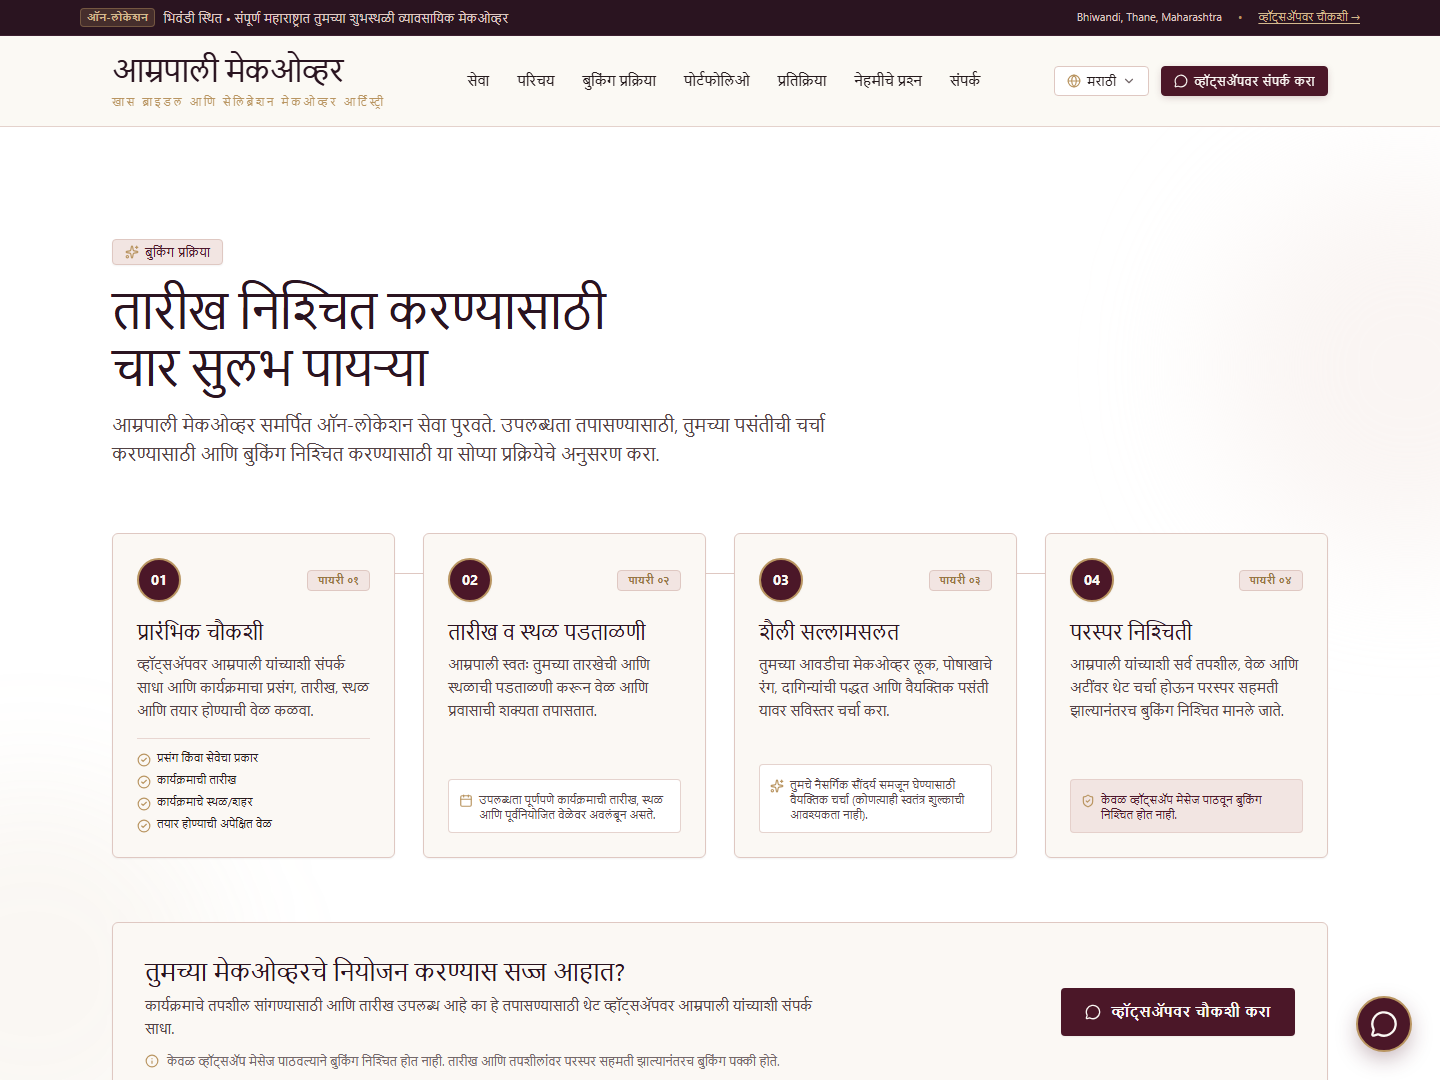 ऑन-लोकेशन
भिवंडी स्थित • संपूर्ण महाराष्ट्रात तुमच्या शुभस्थळी व्यावसायिक मेकओव्हर
Bhiwandi, Thane, Maharashtra
•
व्हॉट्सॲपवर चौकशी →
आम्रपाली मेकओव्हर
खास ब्राइडल आणि सेलिब्रेशन मेकओव्हर आर्टिस्ट्री
सेवा
परिचय
बुकिंग प्रक्रिया
पोर्टफोलिओ
प्रतिक्रिया
नेहमीचे प्रश्न
संपर्क
मराठी
व्हॉट्सॲपवर संपर्क करा
बुकिंग प्रक्रिया
तारीख निश्चित करण्यासाठी
चार सुलभ पायऱ्या
आम्रपाली मेकओव्हर समर्पित ऑन-लोकेशन सेवा पुरवते. उपलब्धता तपासण्यासाठी, तुमच्या पसंतीची चर्चा
करण्यासाठी आणि बुकिंग निश्चित करण्यासाठी या सोप्या प्रक्रियेचे अनुसरण करा.
01
पायरी ०१
प्रारंभिक चौकशी
व्हॉट्सॲपवर आम्रपाली यांच्याशी संपर्क
साधा आणि कार्यक्रमाचा प्रसंग, तारीख, स्थळ
आणि तयार होण्याची वेळ कळवा.
प्रसंग किंवा सेवेचा प्रकार
कार्यक्रमाची तारीख
कार्यक्रमाचे स्थळ/शहर
तयार होण्याची अपेक्षित वेळ
02
पायरी ०२
तारीख व स्थळ पडताळणी
आम्रपाली स्वतः तुमच्या तारखेची आणि
स्थळाची पडताळणी करून वेळ आणि
प्रवासाची शक्यता तपासतात.
उपलब्धता पूर्णपणे कार्यक्रमाची तारीख, स्थळ
आणि पूर्वनियोजित वेळेवर अवलंबून असते.
03
पायरी ०३
शैली सल्लामसलत
तुमच्या आवडीचा मेकओव्हर लूक, पोषाखाचे
रंग, दागिन्यांची पद्धत आणि वैयक्तिक पसंती
यावर सविस्तर चर्चा करा.
तुमचे नैसर्गिक सौंदर्य समजून घेण्यासाठी
वैयक्तिक चर्चा (कोणत्याही स्वतंत्र शुल्काची
आवश्यकता नाही).
04
पायरी ०४
परस्पर निश्चिती
आम्रपाली यांच्याशी सर्व तपशील, वेळ आणि
अटींवर थेट चर्चा होऊन परस्पर सहमती
झाल्यानंतरच बुकिंग निश्चित मानले जाते.
केवळ व्हॉट्सॲप मेसेज पाठवून बुकिंग
निश्चित होत नाही.
तुमच्या मेकओव्हरचे नियोजन करण्यास सज्ज आहात?
कार्यक्रमाचे तपशील सांगण्यासाठी आणि तारीख उपलब्ध आहे का हे तपासण्यासाठी थेट व्हॉट्सॲपवर आम्रपाली यांच्याशी संपर्क
साधा.
केवळ व्हॉट्सॲप मेसेज पाठवल्याने बुकिंग निश्चित होत नाही. तारीख आणि तपशीलांवर परस्पर सहमती झाल्यानंतरच बुकिंग पक्की होते.
व्हॉट्सॲपवर चौकशी करा